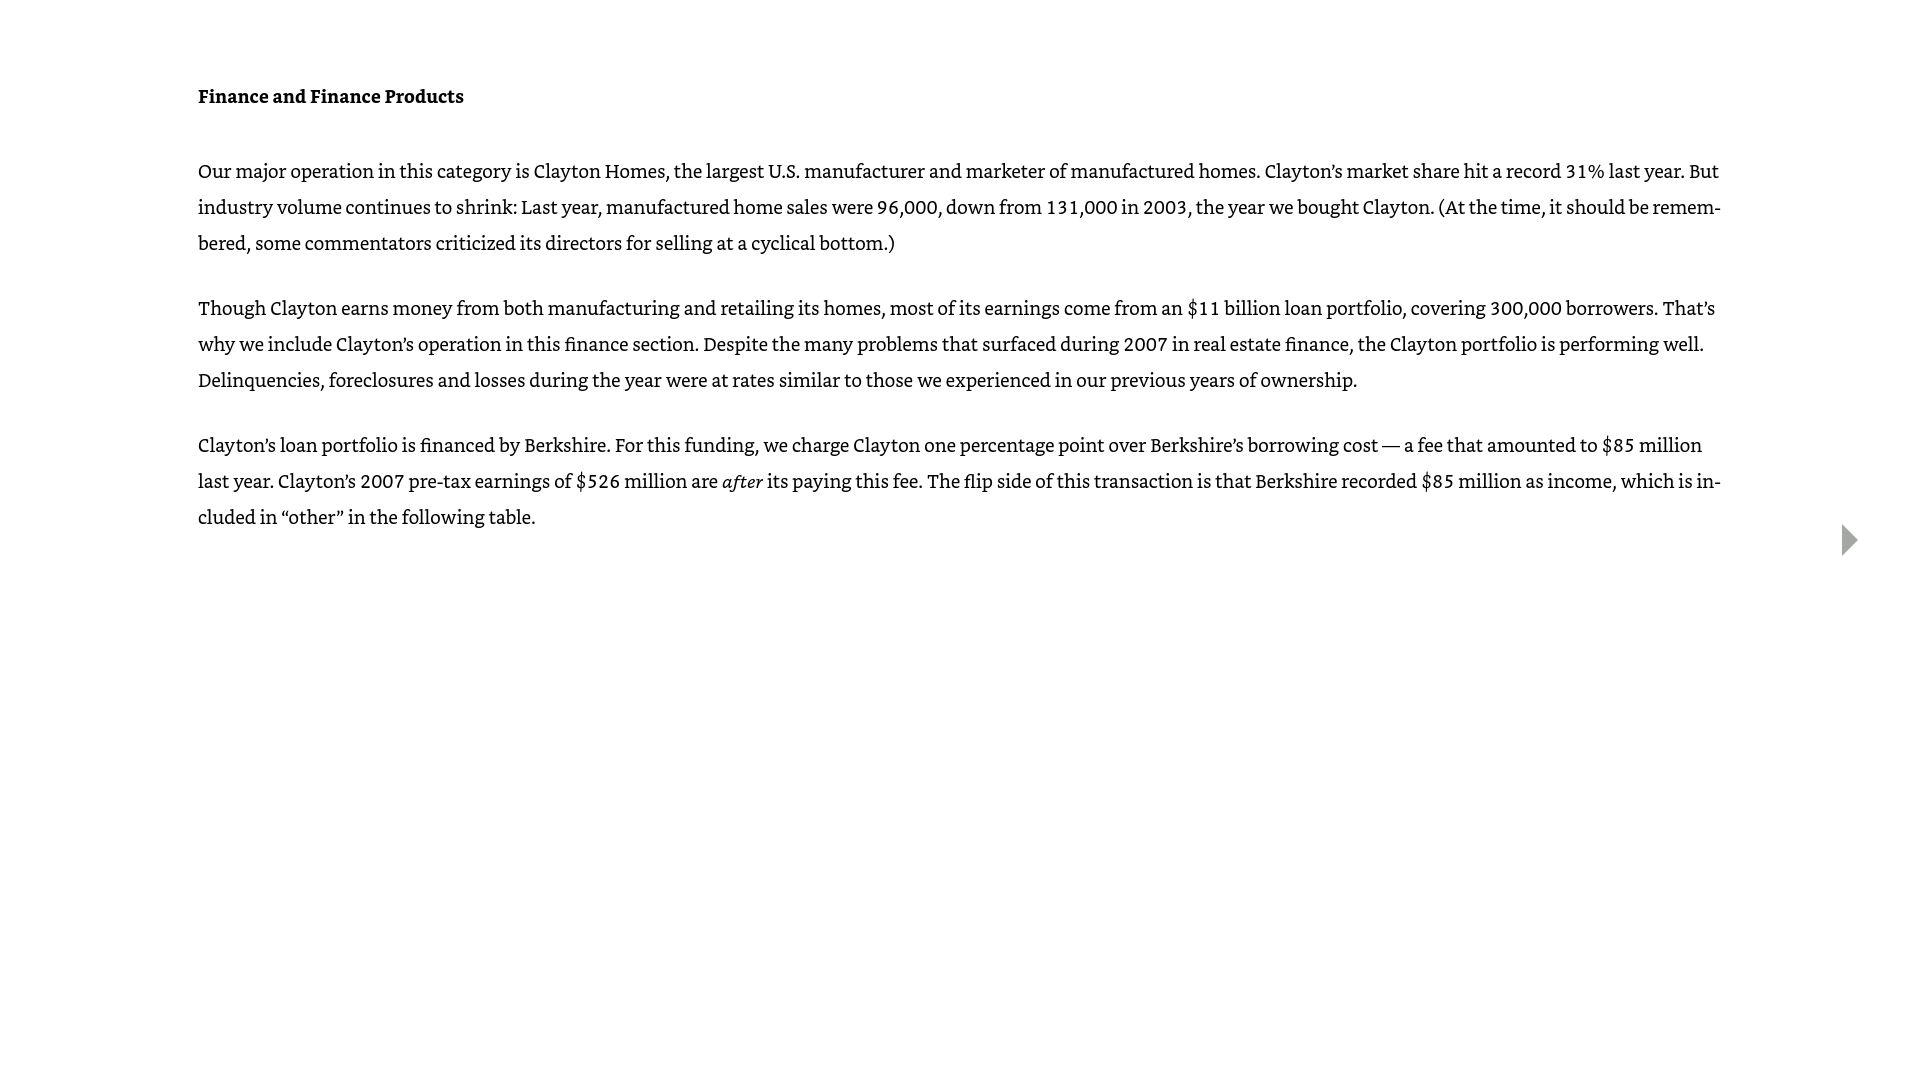 Finance and Finance Products
Our major operation in this category is Clayton Homes, the largest U.S. manufacturer and marketer of manufactured homes. Clayton’s market share hit a record 31% last year. But
industry volume continues to shrink: Last year, manufactured home sales were 96,000, down from 131,000 in 2003, the year we bought Clayton. (At the time, it should be remem-
bered, some commentators criticized its directors for selling at a cyclical bottom.)
Though Clayton earns money from both manufacturing and retailing its homes, most of its earnings come from an $11 billion loan portfolio, covering 300,000 borrowers. That’s
why we include Clayton’s operation in this finance section. Despite the many problems that surfaced during 2007 in real estate finance, the Clayton portfolio is performing well.
Delinquencies, foreclosures and losses during the year were at rates similar to those we experienced in our previous years of ownership.
Clayton’s loan portfolio is financed by Berkshire. For this funding, we charge Clayton one percentage point over Berkshire’s borrowing cost — a fee that amounted to $85 million
last year. Clayton’s 2007 pre-tax earnings of $526 million are after its paying this fee. The flip side of this transaction is that Berkshire recorded $85 million as income, which is in-
cluded in “other” in the following table.